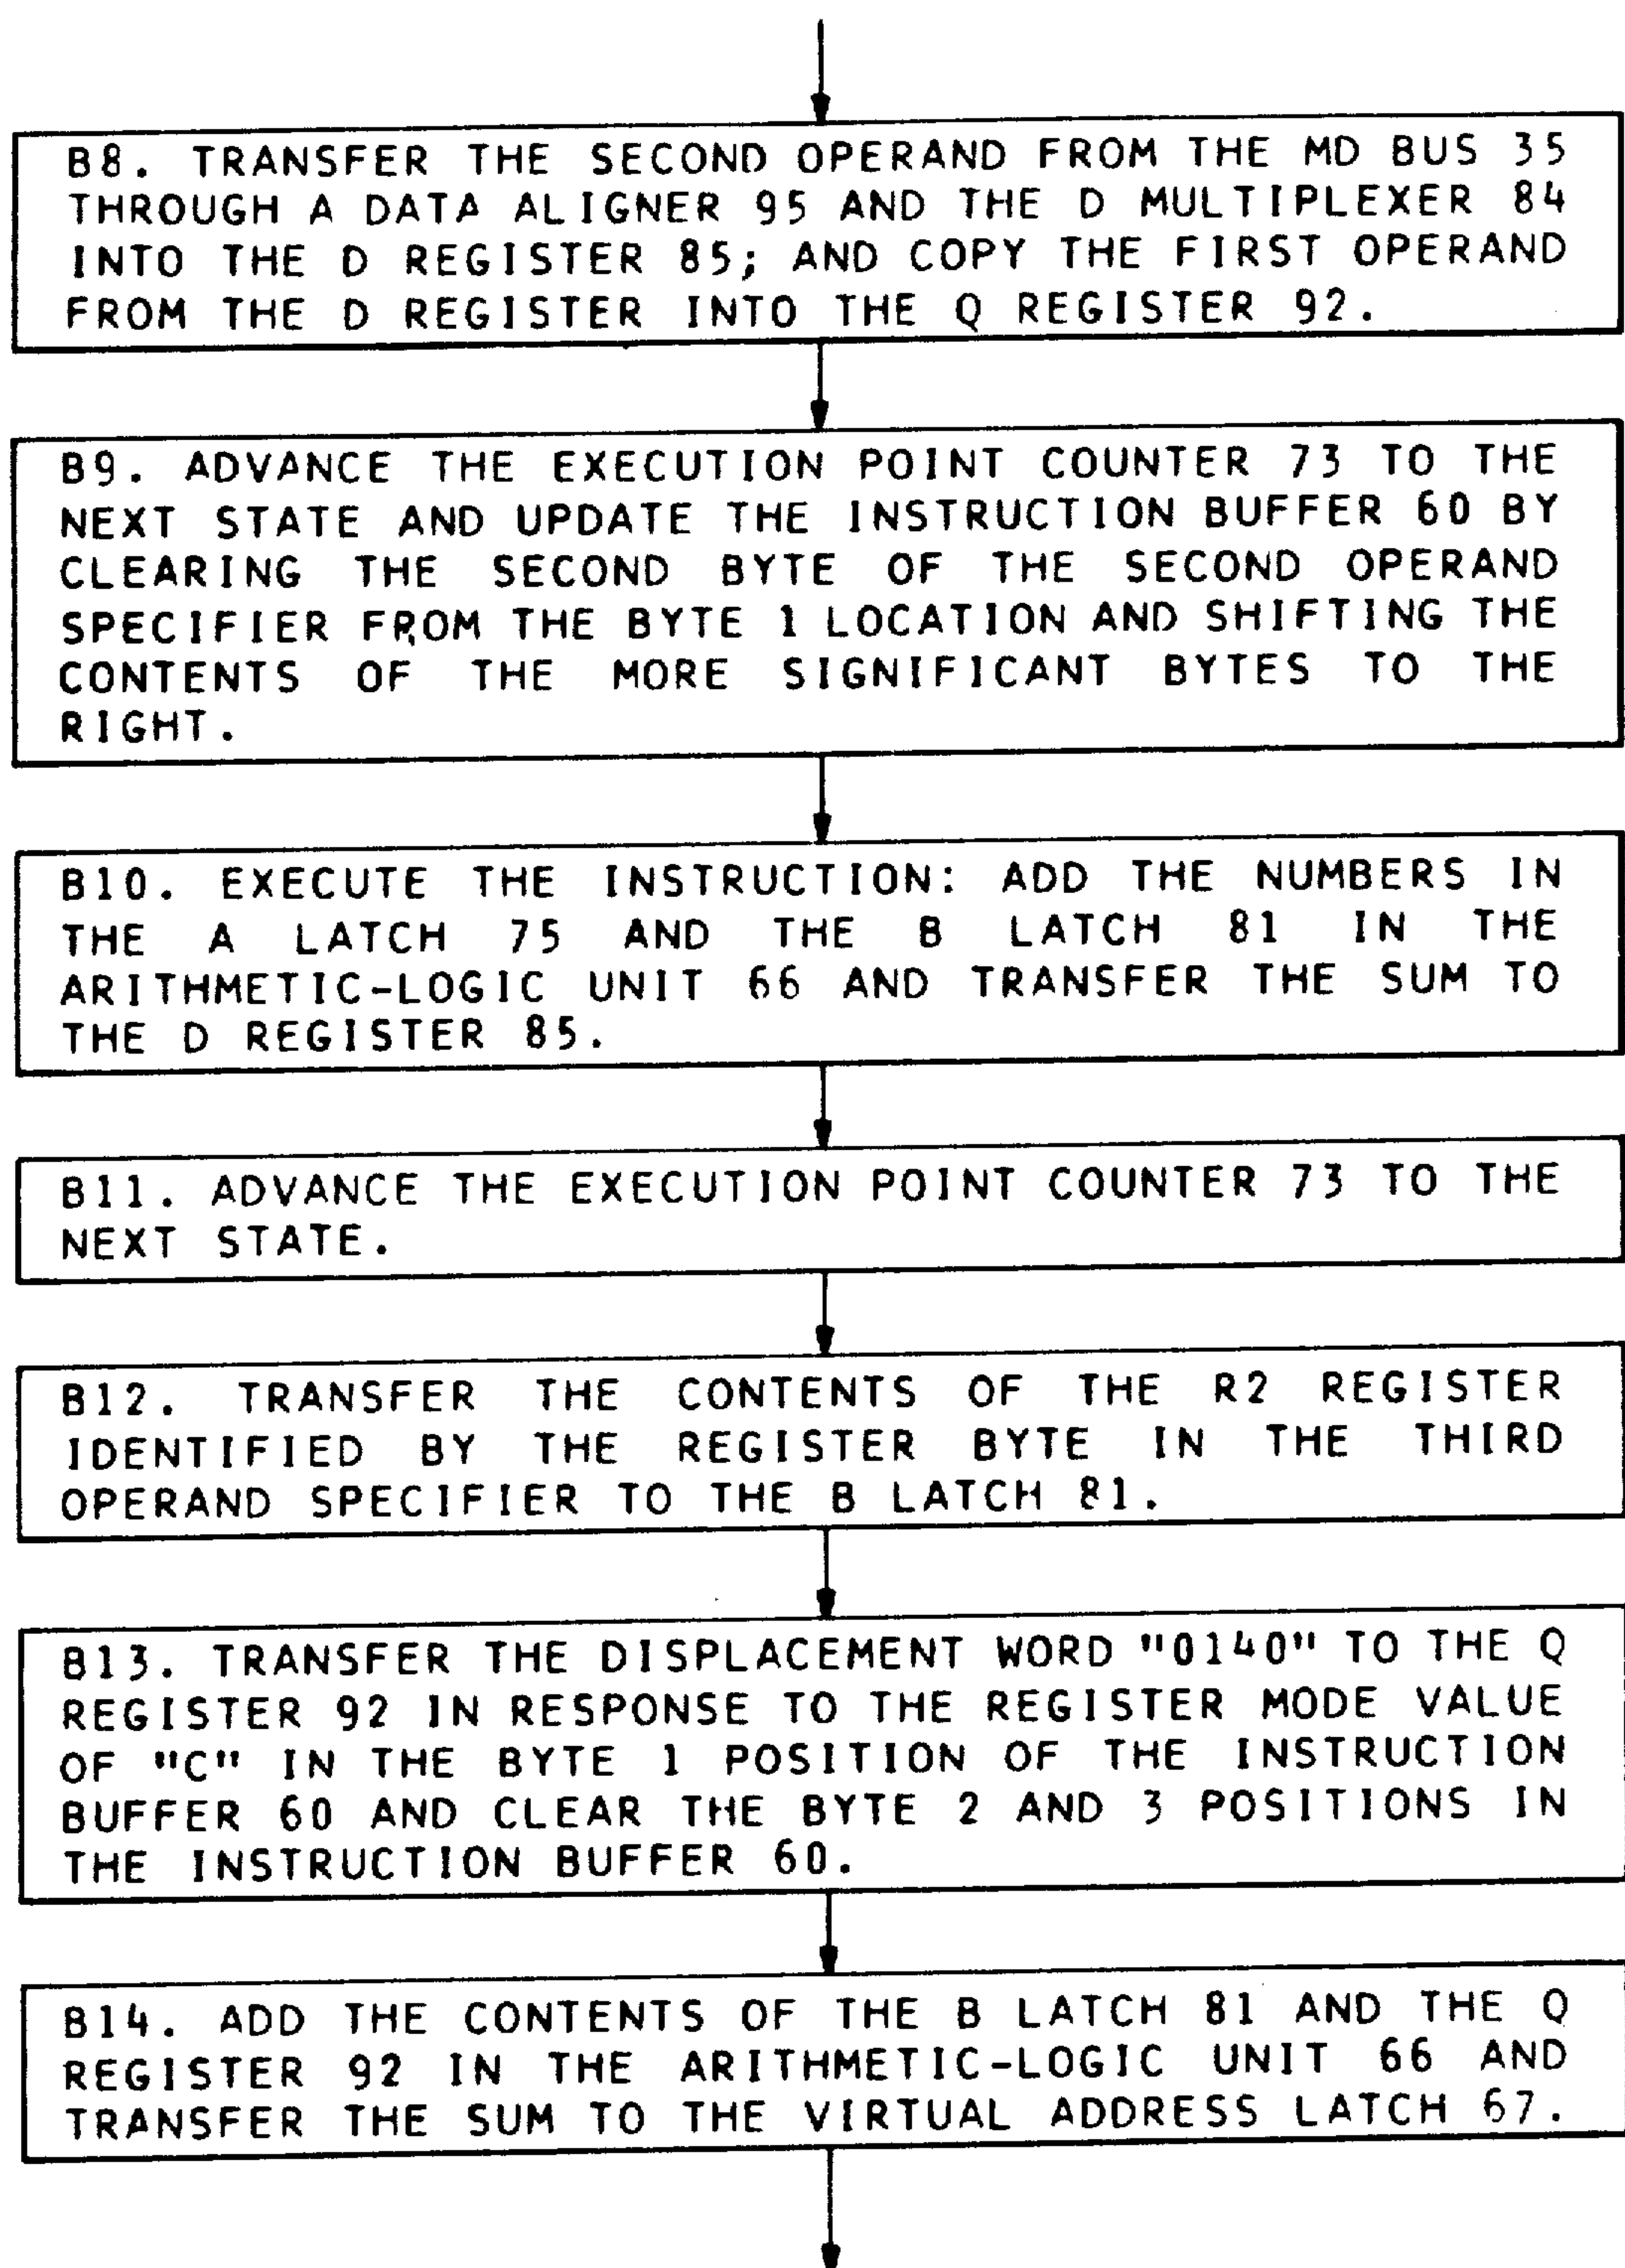 B8. TRANSFER THE SECOND OPERAND FROM THE MD BUS 35
THROUGH A DATA ALIGNER 95 AND THE D MULTIPLEXER 84
INTO THE D REGISTER 85; AND COPY THE FIRST OPERAND
FROM THE D REGISTER INTO THE Q REGISTER 92.
B9. ADVANCE THE EXECUTION POINT COUNTER 73 TO THE
NEXT STATE AND UPDATE THE INSTRUCTION BUFFER 60 BY
CLEARING THE SECOND BYTE OF THE SECOND OPERAND
SPECIFIER FROM THE BYTE 1 LOCATION AND SHIFTING THE
CONTENTS OF THE MORE SIGNIFICANT BYTES TO THE
RIGHT.
B10. EXECUTE THE INSTRUCTION: ADD THE NUMBERS IN
THE A LATCH 75 AND THE B LATCH 81 IN THE
ARITHMETIC-LOGIC UNIT 66 AND TRANSFER THE SUM TO
THE D REGISTER 85.
B11. ADVANCE THE EXECUTION POINT COUNTER 73 TO THE
NEXT STATE.
B12. TRANSFER THE CONTENTS OF THE R2 REGISTER
IDENTIFIED BY THE REGISTER BYTE IN THE THIRD
OPERAND SPECIFIER TO THE B LATCH 81.
B13. TRANSFER THE DISPLACEMENT WORD "0140" TO THE Q
REGISTER 92 IN RESPONSE TO THE REGISTER MODE VALUE
OF "C" IN THE BYTE 1 POSITION OF THE INSTRUCTION
BUFFER 60 AND CLEAR THE BYTE 2 AND 3 POSITIONS IN
THE INSTRUCTION BUFFER 60.
B14. ADD THE CONTENTS OF THE B LATCH 81 AND THE Q
REGISTER 92 IN THE ARITHMETIC-LOGIC UNIT 66 AND
TRANSFER THE SUM TO THE VIRTUAL ADDRESS LATCH 67.